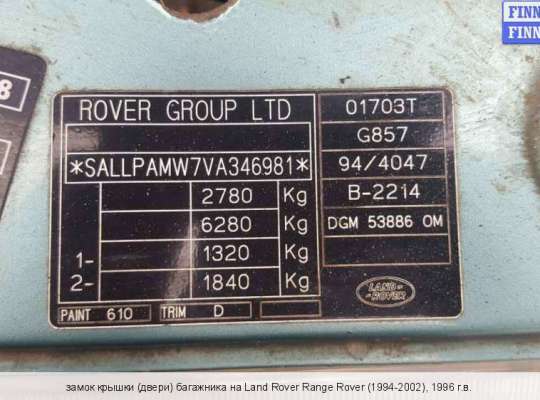 FINN
FINN
8
ROVER GROUP LTD
*SALLPAMW7VA346981*
2780 Kg
6280 Kg
1- 1320 Kg
2- 1840 Kg
PAINT 610 TRIM D
01703T
G857
94/4047
B-2214
DGM 53886 OM
LAND-
-ROVER
замок крышки (двери) багажника на Land Rover Range Rover (1994-2002), 1996 г.в.